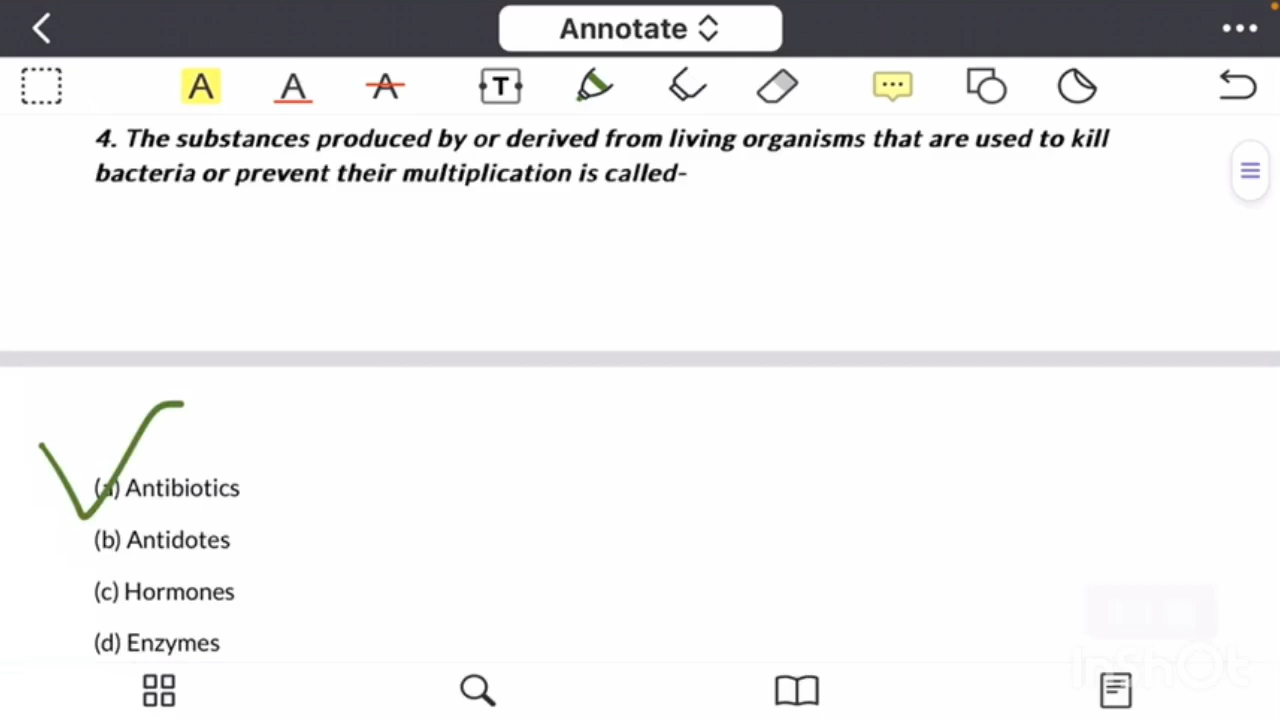 Annotate
A A A T
4. The substances produced by or derived from living organisms that are used to kill
bacteria or prevent their multiplication is called-
(a) Antibiotics
(b) Antidotes
(c) Hormones
(d) Enzymes
InShOt